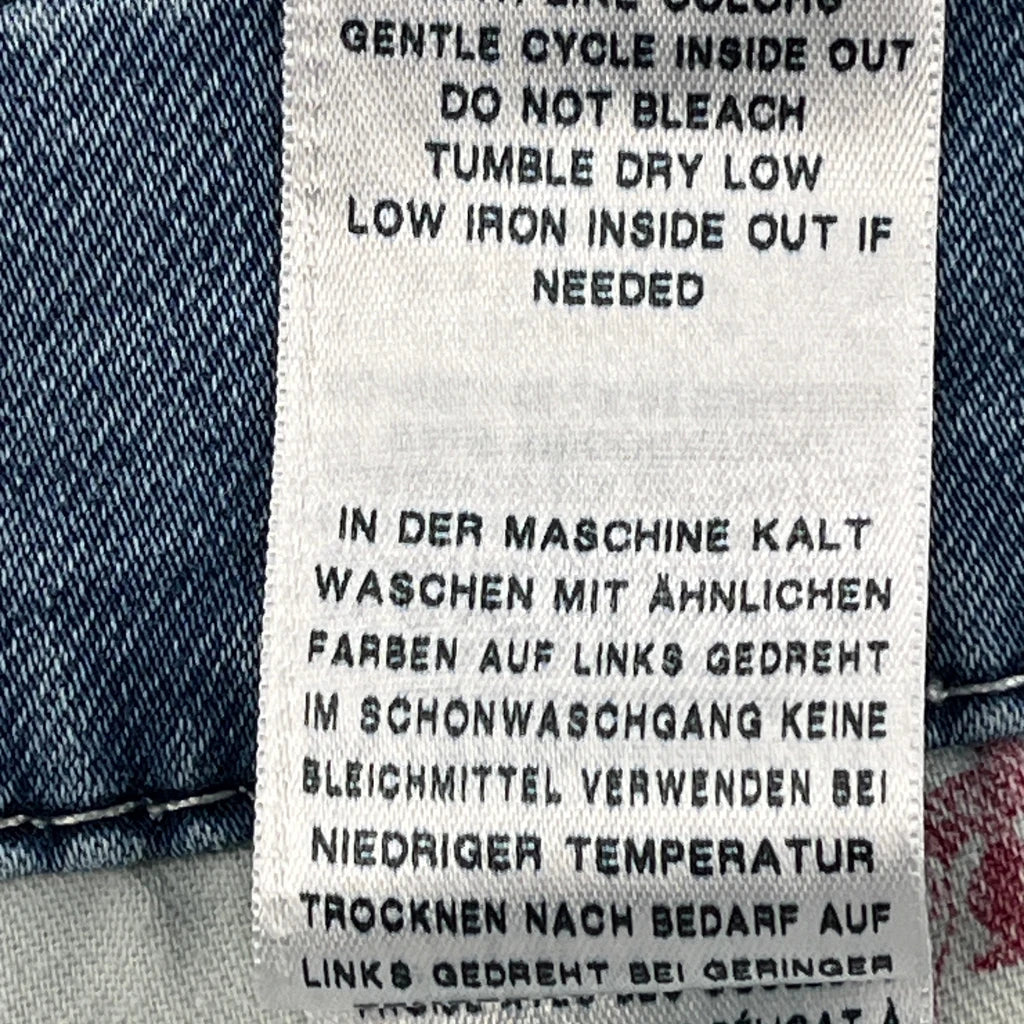 LIKE COLORS
GENTLE CYCLE INSIDE OUT
DO NOT BLEACH
TUMBLE DRY LOW
LOW IRON INSIDE OUT IF
NEEDED
IN DER MASCHINE KALT
WASCHEN MIT ÄHNLICHEN
FARBEN AUF LINKS GEDREHT
IM SCHONWASCHGANG KEINE
BLEICHMITTEL VERWENDEN BEI
NIEDRIGER TEMPERATUR
TROCKNEN NACH BEDARF AUF
LINKS GEDREHT BEI GERINGER